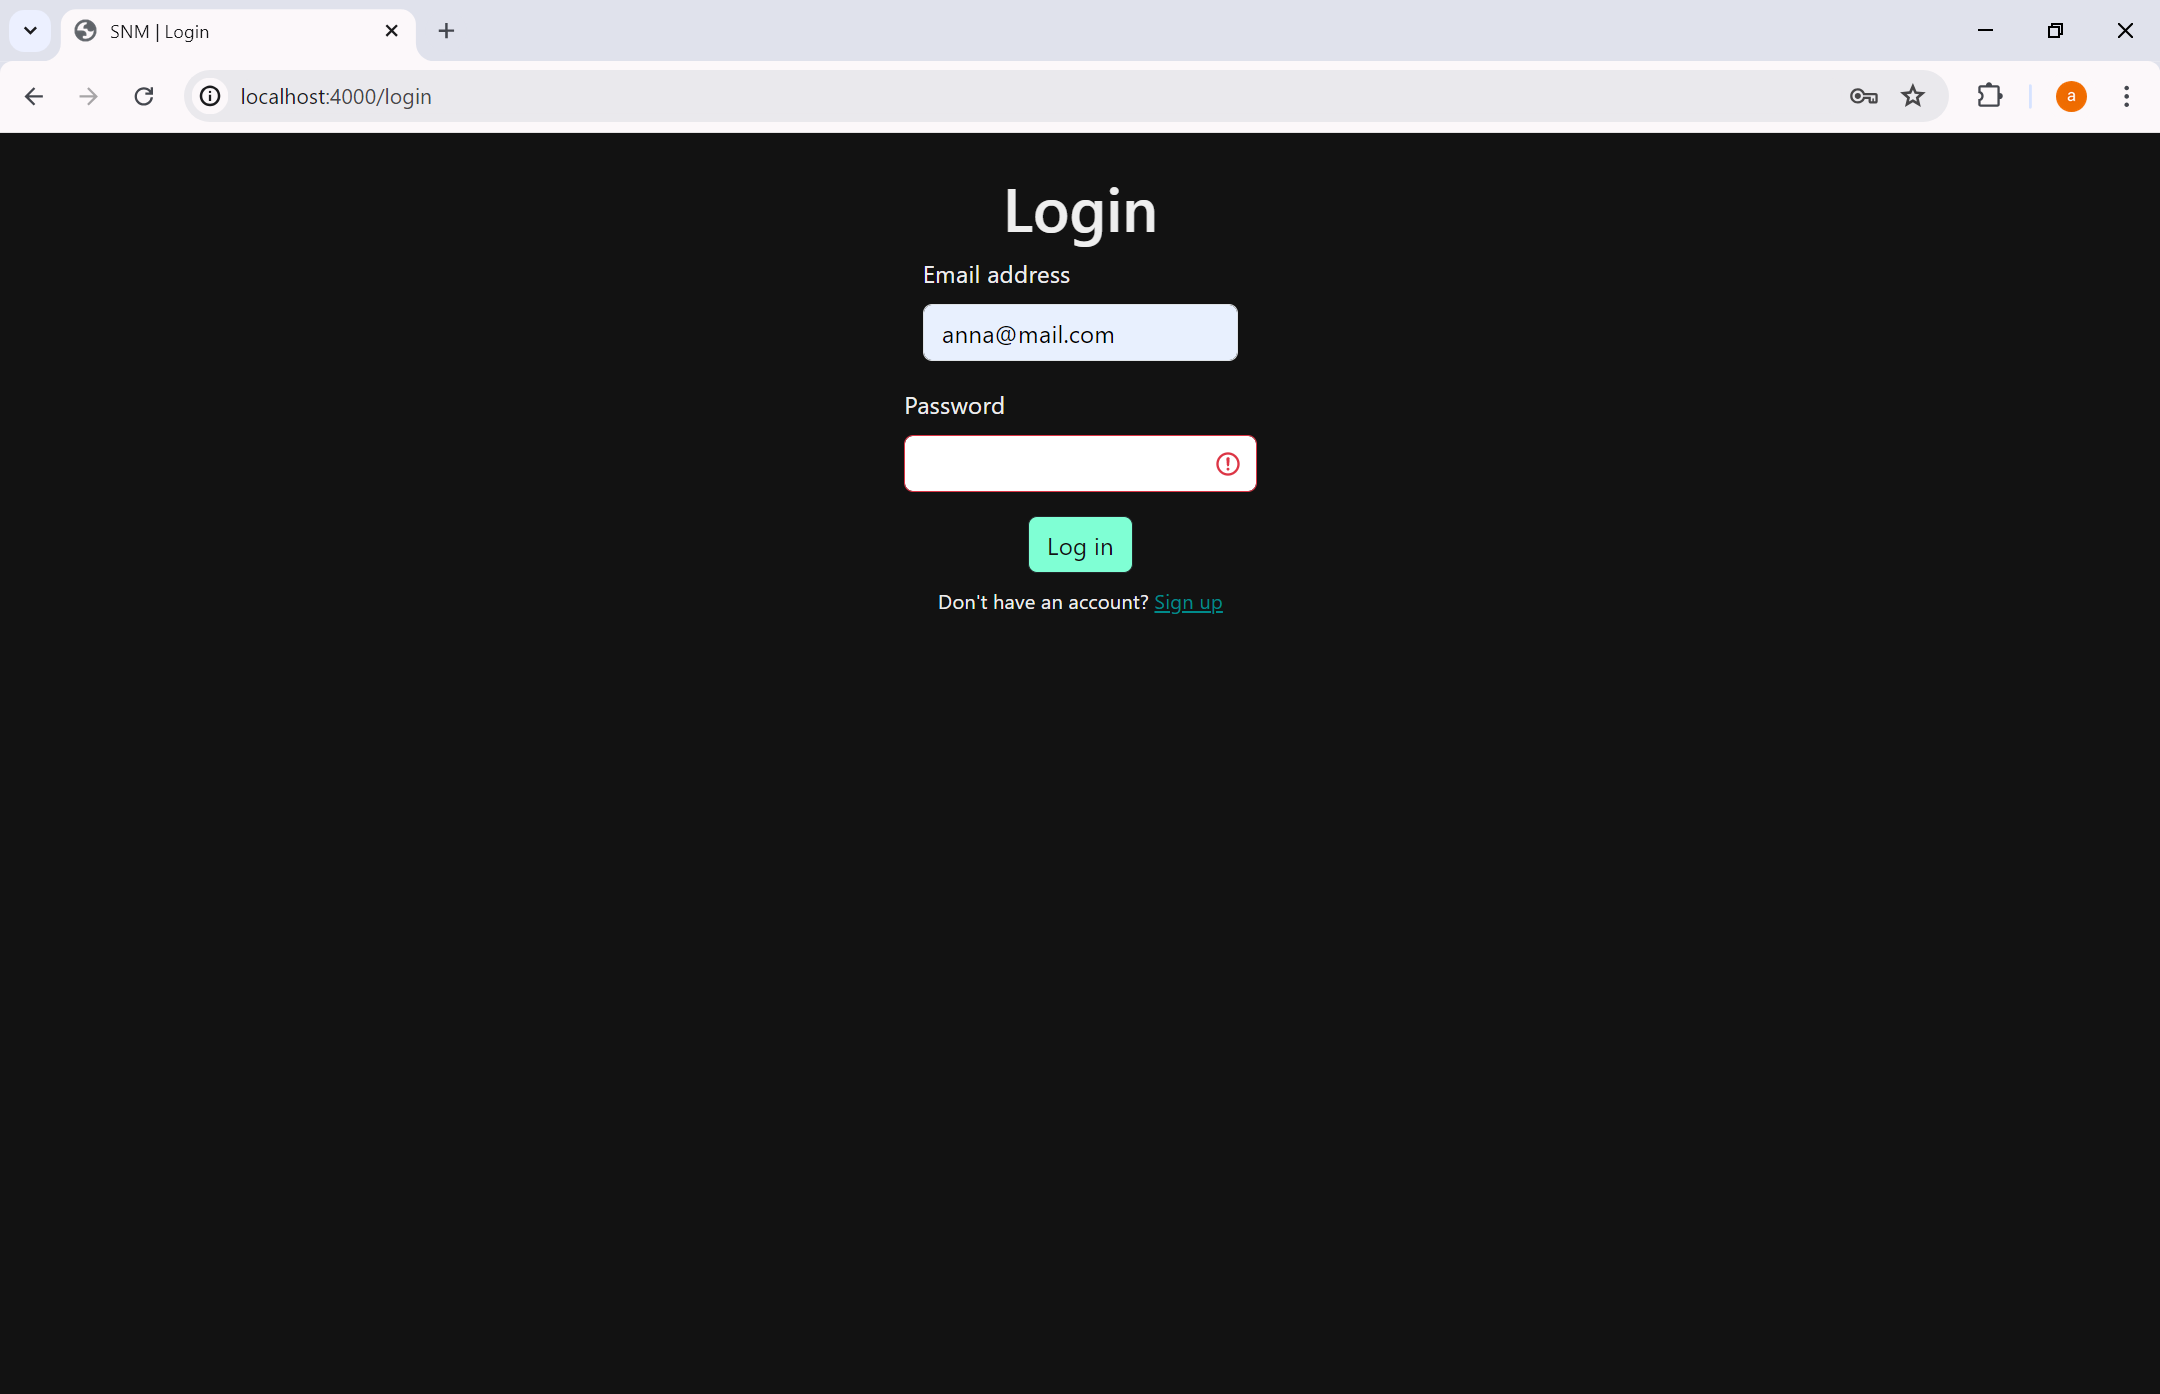 SNM | Login
localhost:4000/login
a
Login
Email address
anna@mail.com
Password
Log in
Don't have an account? Sign up